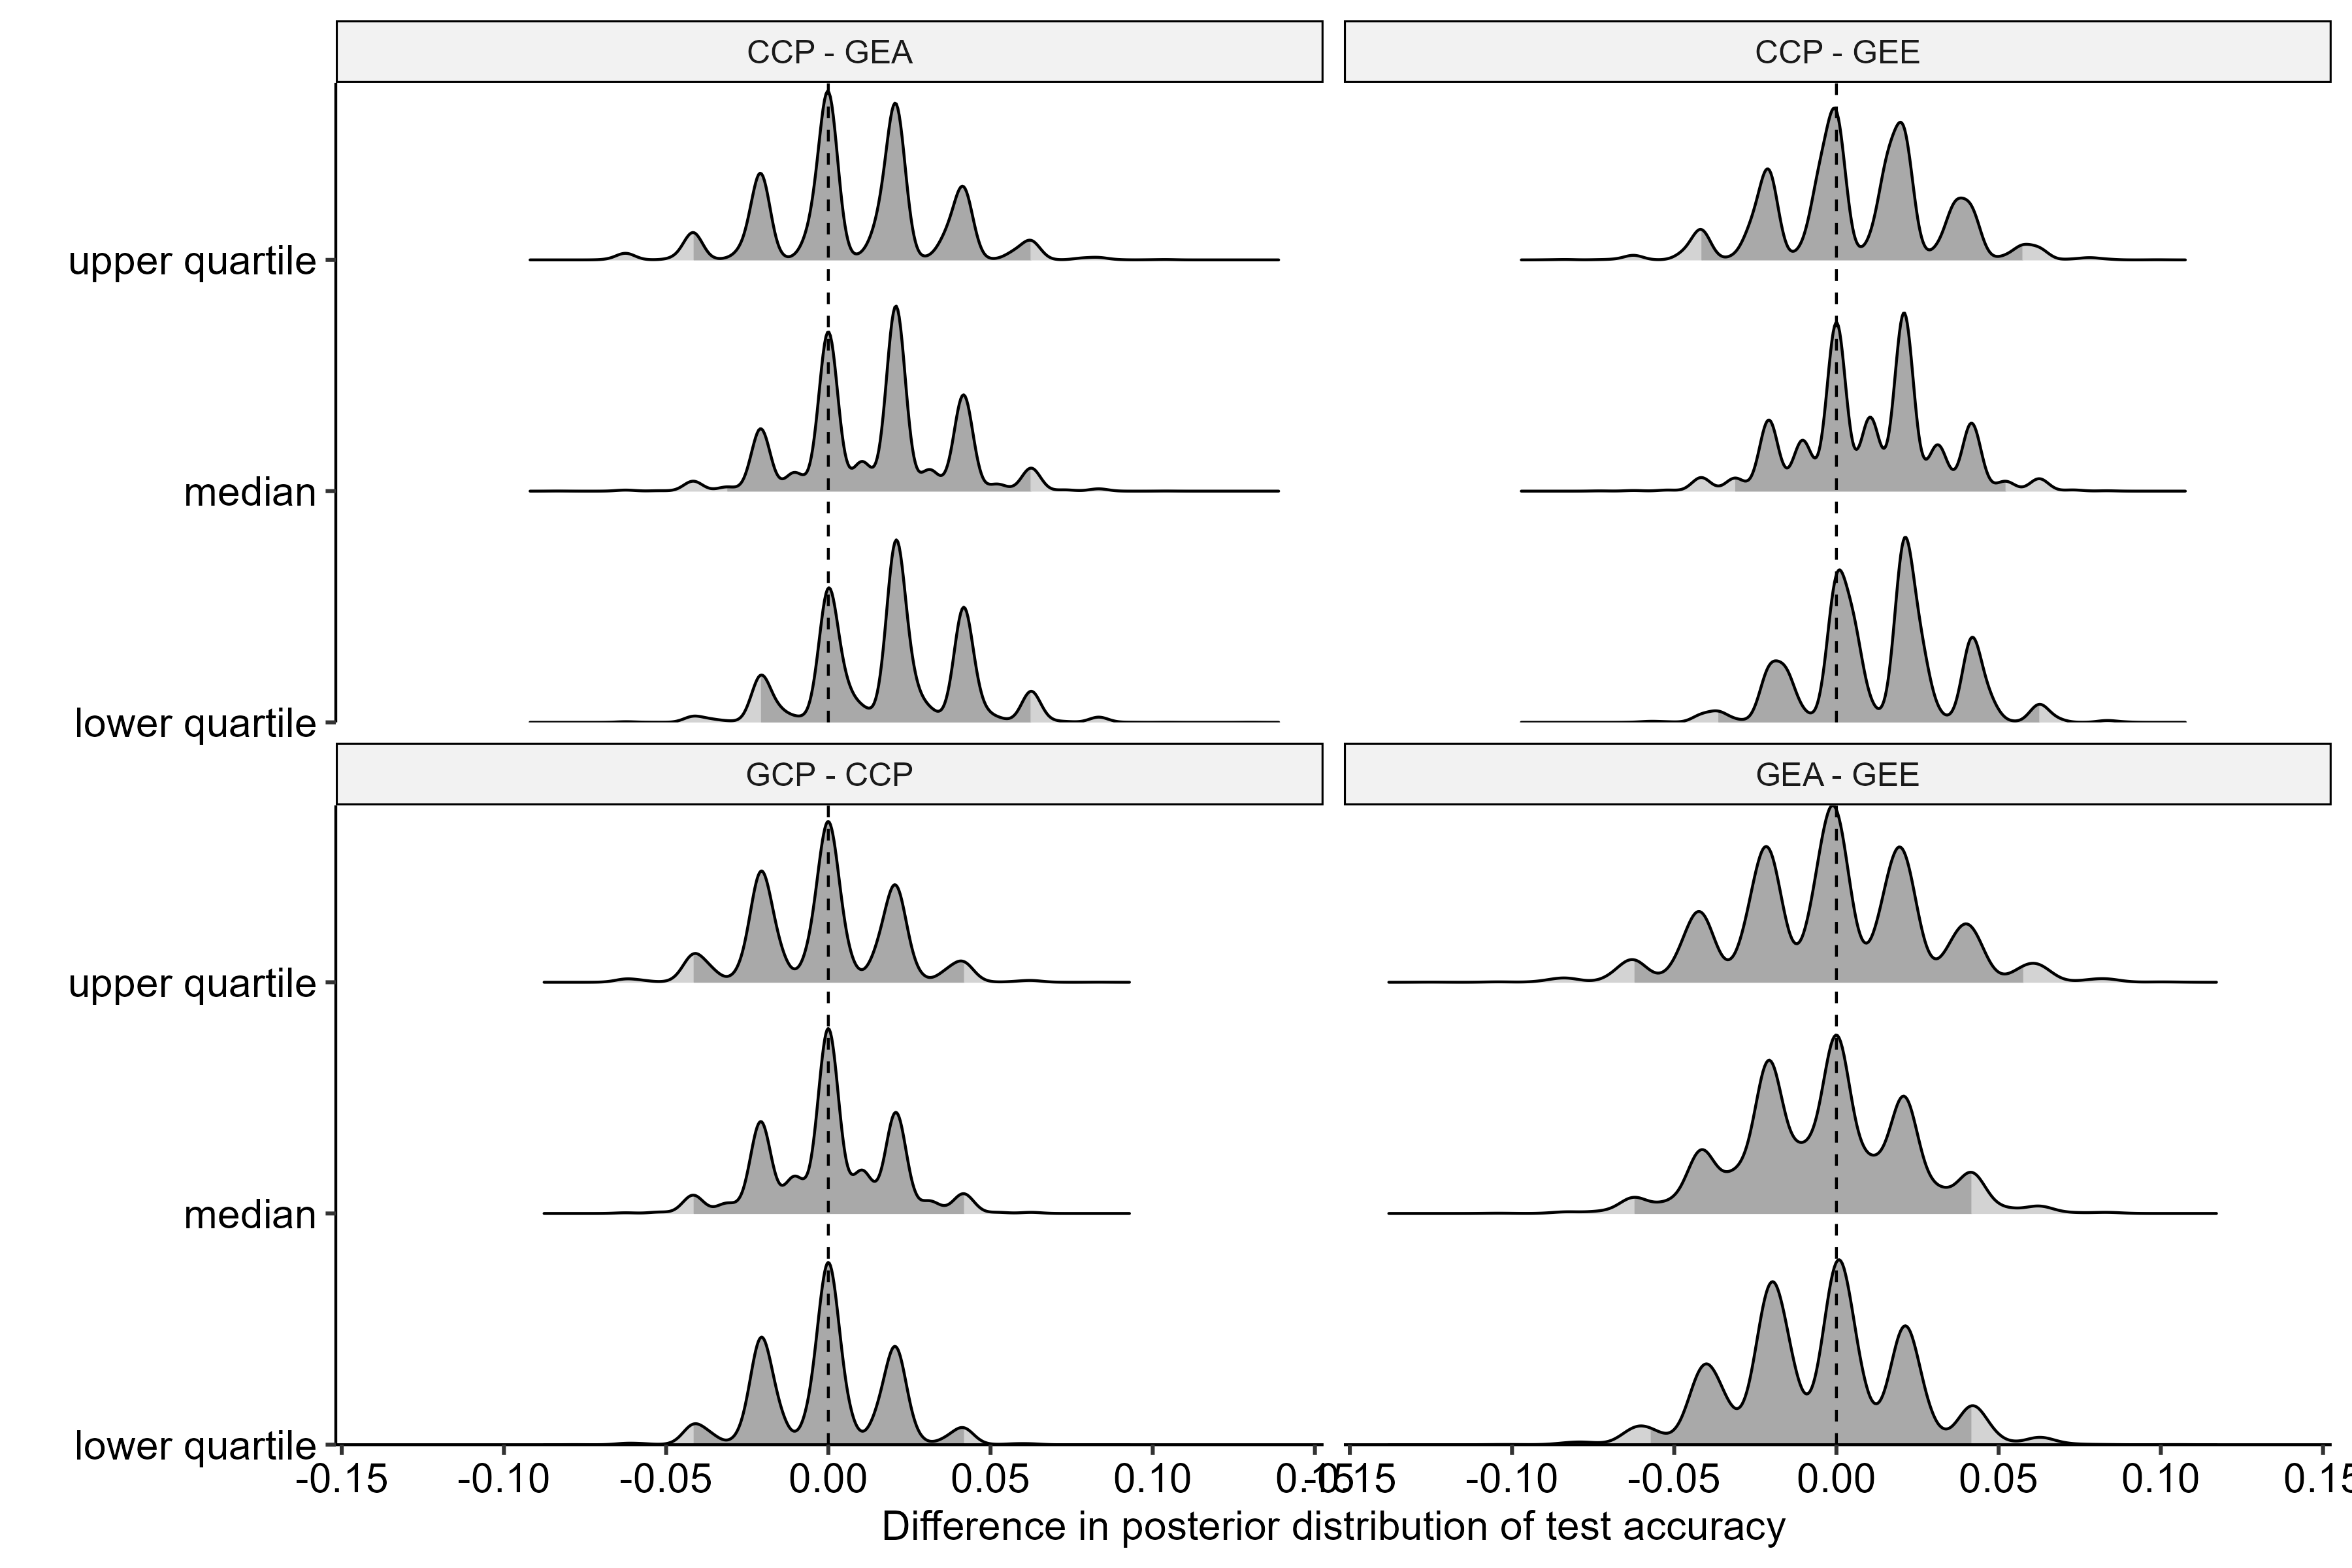 CCP - GEA
CCP - GEE
upper quartile
median
lower quartile
GCP - CCP
GEA - GEE
upper quartile
median
lower quartile
-0.15 -0.10 -0.05 0.00 0.05 0.10 0.15
-0.15 -0.10 -0.05 0.00 0.05 0.10 0.15
Difference in posterior distribution of test accuracy